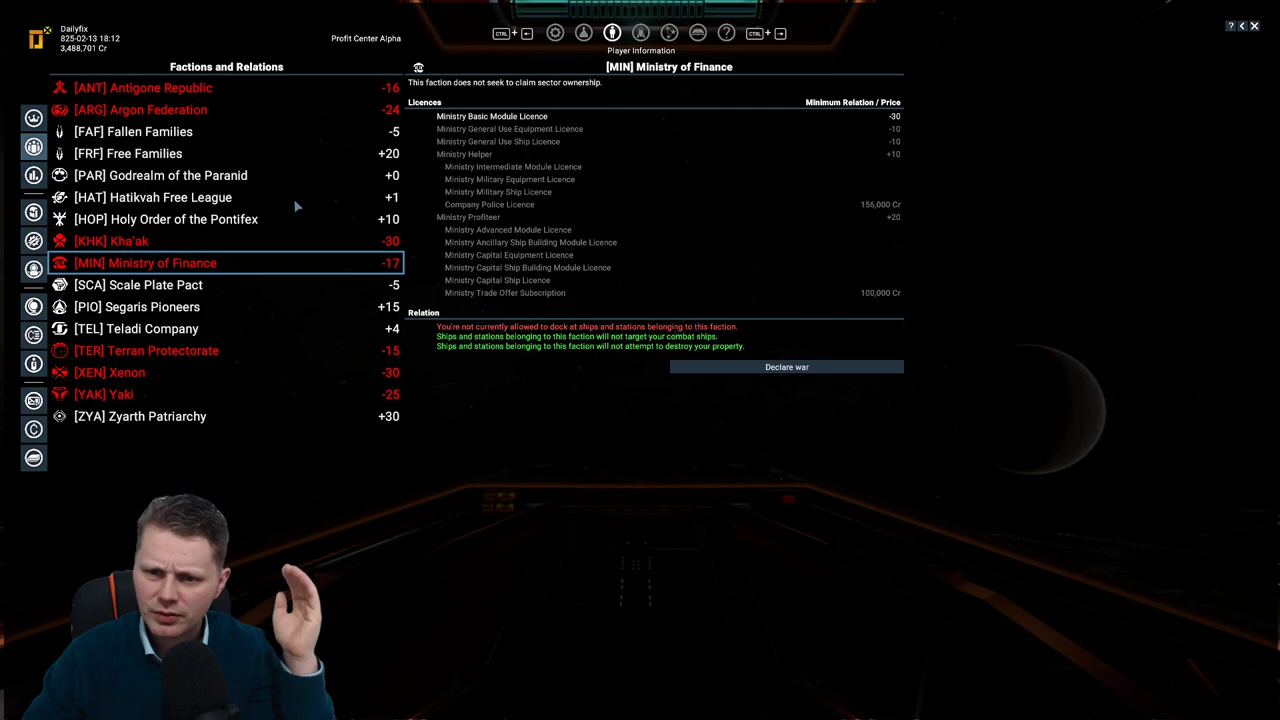 Dailyfix
825-02-13 18:12
3,488,701 Cr
Profit Center Alpha
CTRL +
CTRL +
Player Information
Factions and Relations
[ANT] Antigone Republic -16
[ARG] Argon Federation -24
[FAF] Fallen Families -5
[FRF] Free Families +20
[PAR] Godrealm of the Paranid +0
[HAT] Hatikvah Free League +1
[HOP] Holy Order of the Pontifex +10
[KHK] Kha'ak -30
[MIN] Ministry of Finance -17
[SCA] Scale Plate Pact -5
[PIO] Segaris Pioneers +15
[TEL] Teladi Company +4
[TER] Terran Protectorate -15
[XEN] Xenon -30
[YAK] Yaki -25
[ZYA] Zyarth Patriarchy +30
[MIN] Ministry of Finance
This faction does not seek to claim sector ownership.
Licences Minimum Relation / Price
Ministry Basic Module Licence -30
Ministry General Use Equipment Licence -10
Ministry General Use Ship Licence -10
Ministry Helper +10
Ministry Intermediate Module Licence
Ministry Military Equipment Licence
Ministry Military Ship Licence
Company Police Licence 156,000 Cr
Ministry Profiteer +20
Ministry Advanced Module Licence
Ministry Ancillary Ship Building Module Licence
Ministry Capital Equipment Licence
Ministry Capital Ship Building Module Licence
Ministry Capital Ship Licence
Ministry Trade Offer Subscription 100,000 Cr
Relation
You're not currently allowed to dock at ships and stations belonging to this faction.
Ships and stations belonging to this faction will not target your combat ships.
Ships and stations belonging to this faction will not attempt to destroy your property.
Declare war